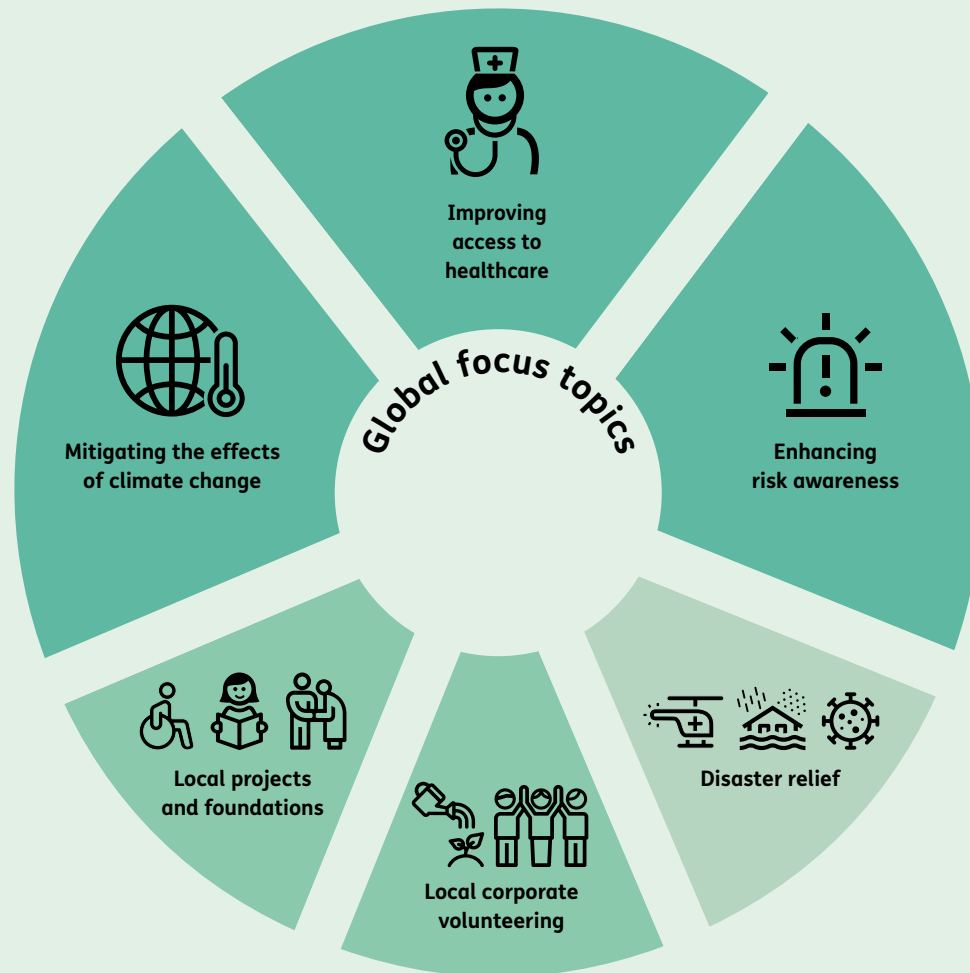 Improving
access to
healthcare
Global focus topics
Mitigating the effects
of climate change
Enhancing
risk awareness
Local projects
and foundations
Disaster relief
Local corporate
volunteering